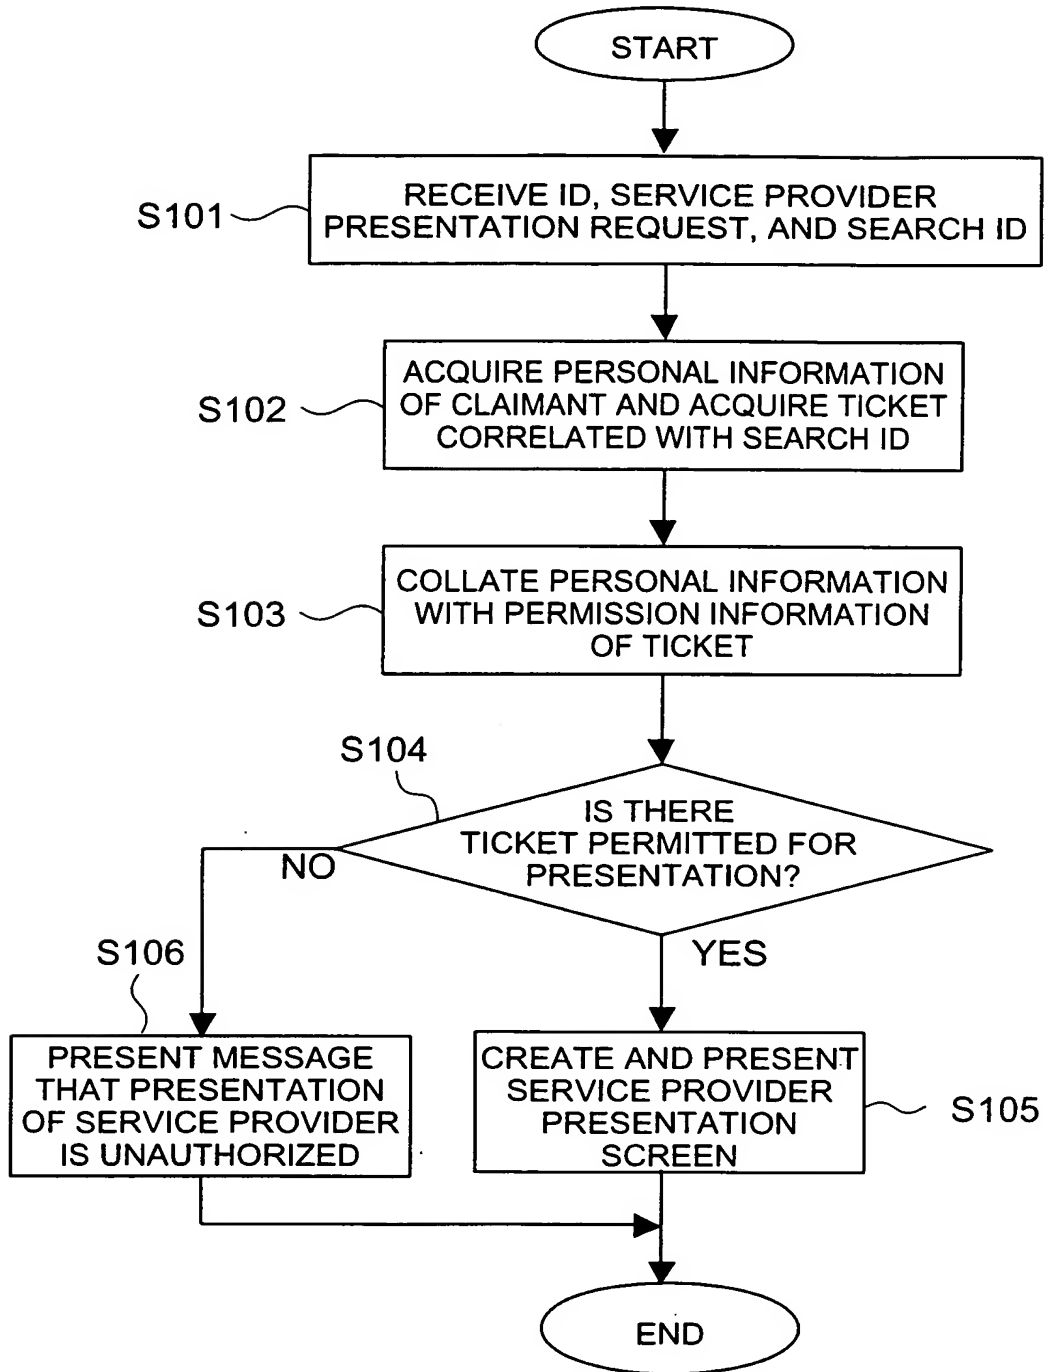 START
S101
RECEIVE ID, SERVICE PROVIDER
PRESENTATION REQUEST, AND SEARCH ID
S102
ACQUIRE PERSONAL INFORMATION
OF CLAIMANT AND ACQUIRE TICKET
CORRELATED WITH SEARCH ID
S103
COLLATE PERSONAL INFORMATION
WITH PERMISSION INFORMATION
OF TICKET
S104
IS THERE
TICKET PERMITTED FOR
PRESENTATION?
NO
YES
S106
PRESENT MESSAGE
THAT PRESENTATION
OF SERVICE PROVIDER
IS UNAUTHORIZED
CREATE AND PRESENT
SERVICE PROVIDER
PRESENTATION
SCREEN
S105
END